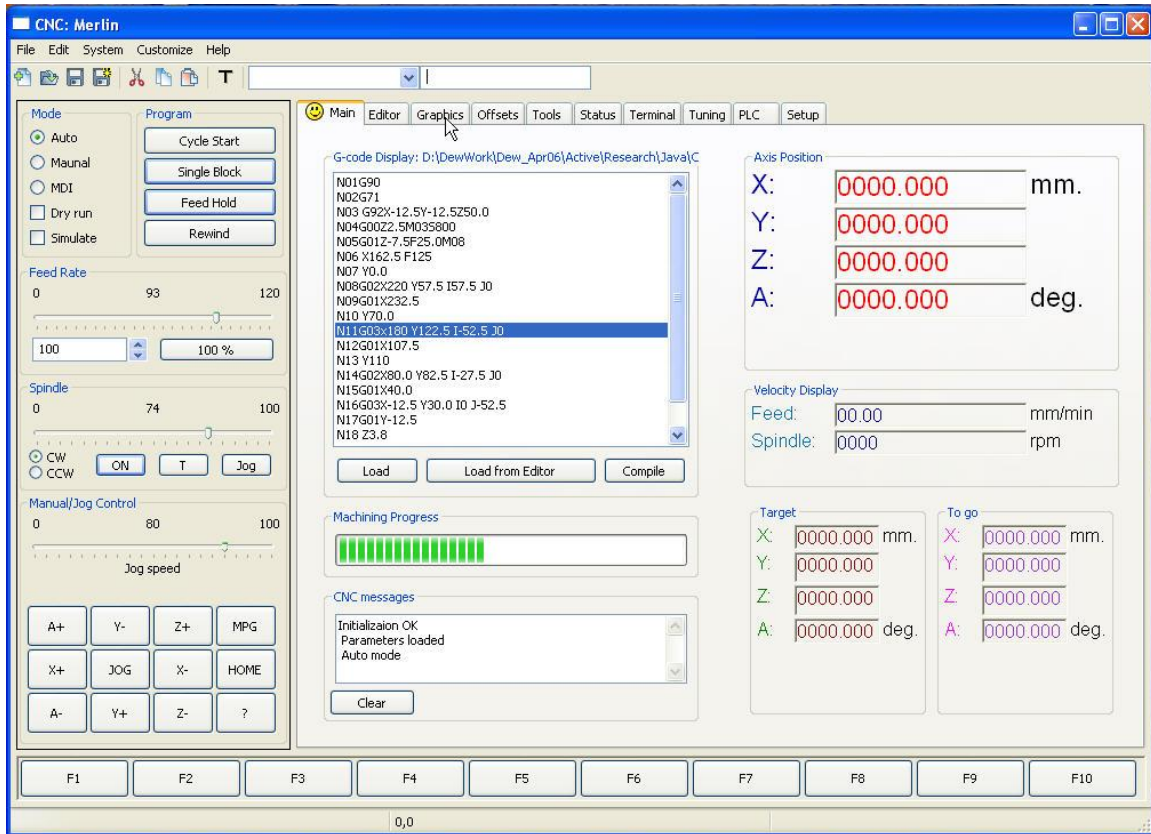 CNC: Merlin
File Edit System Customize Help
T
Mode
Auto
Maunal
MDI
Dry run
Simulate
Program
Cycle Start
Single Block
Feed Hold
Rewind
Feed Rate
0 93 120
100 100 %
Spindle
0 74 100
CW
CCW
ON T Jog
Manual/Jog Control
0 80 100
Jog speed
A+ Y- Z+ MPG
X+ JOG X- HOME
A- Y+ Z- ?
Main Editor Graphics Offsets Tools Status Terminal Tuning PLC Setup
G-code Display: D:\DewWork\Dew_Apr06\Active\Research\Java\C
N01G90
N02G71
N03 G92X-12.5Y-12.5Z50.0
N04G00Z2.5M03S800
N05G01Z-7.5F25.0M08
N06 X162.5 F125
N07 Y0.0
N08G02X220 Y57.5 I57.5 J0
N09G01X232.5
N10 Y70.0
N11G03x180 Y122.5 I-52.5 J0
N12G01X107.5
N13 Y110
N14G02X80.0 Y82.5 I-27.5 J0
N15G01X40.0
N16G03X-12.5 Y30.0 I0 J-52.5
N17G01Y-12.5
N18 Z3.8
Load Load from Editor Compile
Machining Progress
CNC messages
Initializaion OK
Parameters loaded
Auto mode
Clear
Axis Position
X: 0000.000 mm.
Y: 0000.000
Z: 0000.000
A: 0000.000 deg.
Velocity Display
Feed: 00.00 mm/min
Spindle: 0000 rpm
Target
X: 0000.000 mm.
Y: 0000.000
Z: 0000.000
A: 0000.000 deg.
To go
X: 0000.000 mm.
Y: 0000.000
Z: 0000.000
A: 0000.000 deg.
F1 F2 F3 F4 F5 F6 F7 F8 F9 F10
0,0